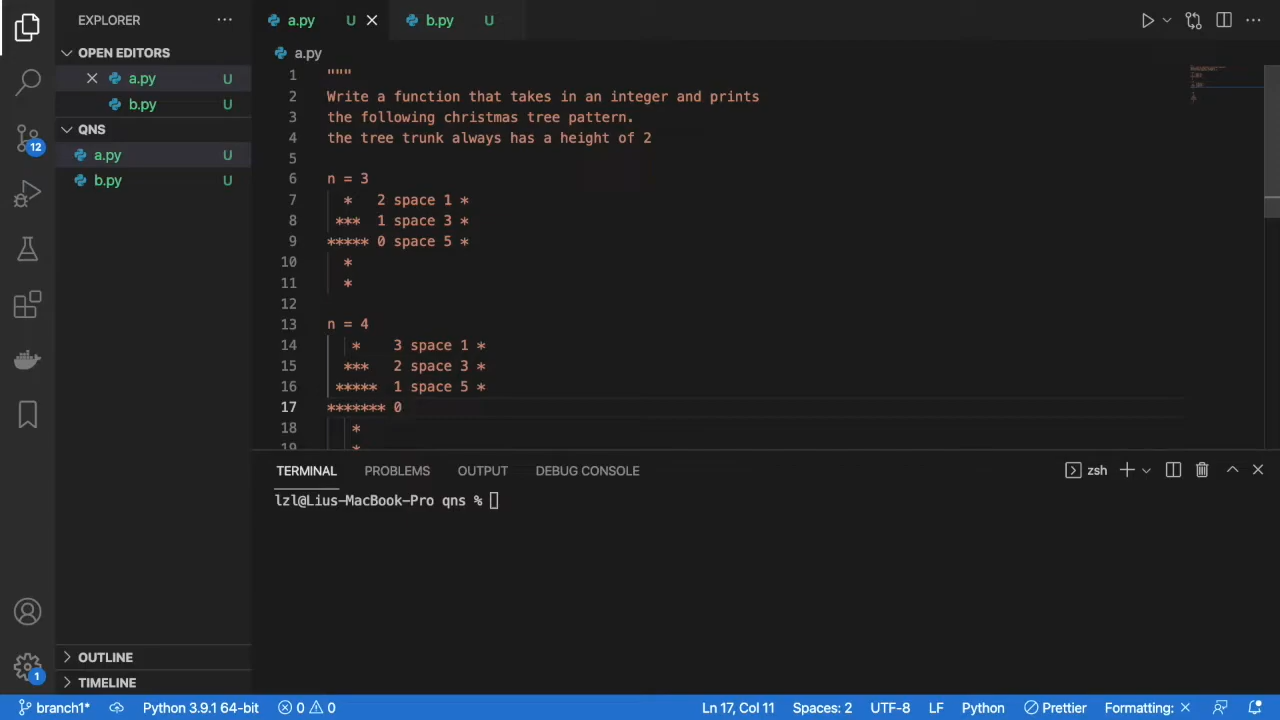 EXPLORER
a.py U
b.py U
OPEN EDITORS
a.py U
b.py U
QNS
a.py U
b.py U
12
1
OUTLINE
TIMELINE
a.py
1 """
2 Write a function that takes in an integer and prints
3 the following christmas tree pattern.
4 the tree trunk always has a height of 2
5
6 n = 3
7   *   2 space 1 *
8  ***  1 space 3 *
9 ***** 0 space 5 *
10   *
11   *
12
13 n = 4
14    *    3 space 1 *
15   ***   2 space 3 *
16  *****  1 space 5 *
17 ******* 0
18    *
19    *
TERMINAL PROBLEMS OUTPUT DEBUG CONSOLE zsh
lzl@Lius-MacBook-Pro qns %
branch1* Python 3.9.1 64-bit 0 0 Ln 17, Col 11 Spaces: 2 UTF-8 LF Python Prettier Formatting: ×